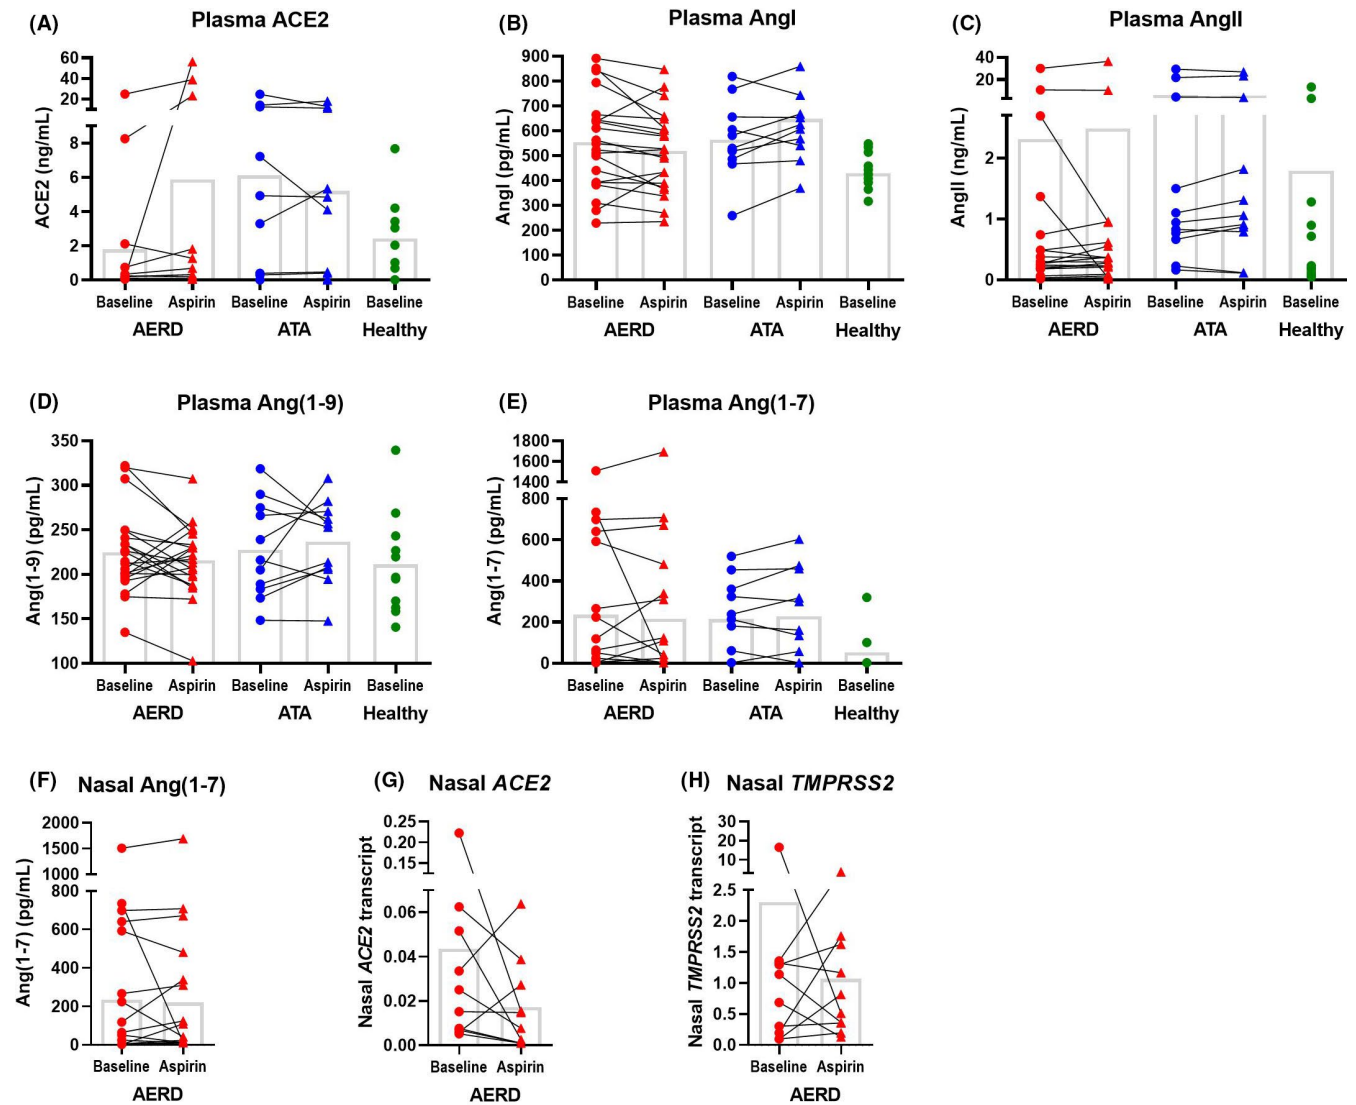 (A)
Plasma ACE2
ACE2 (ng/mL)
60
40
20
8
6
4
2
0
Baseline Aspirin Baseline Aspirin Baseline
AERD ATA Healthy
(B)
Plasma AngI
AngI (pg/mL)
900
800
700
600
500
400
300
200
100
0
Baseline Aspirin Baseline Aspirin Baseline
AERD ATA Healthy
(C)
Plasma AngII
AngII (ng/mL)
40
20
2
1
0
Baseline Aspirin Baseline Aspirin Baseline
AERD ATA Healthy
(D)
Plasma Ang(1-9)
Ang(1-9) (pg/mL)
350
300
250
200
150
100
Baseline Aspirin Baseline Aspirin Baseline
AERD ATA Healthy
(E)
Plasma Ang(1-7)
Ang(1-7) (pg/mL)
1800
1600
1400
800
600
400
200
0
Baseline Aspirin Baseline Aspirin Baseline
AERD ATA Healthy
(F)
Nasal Ang(1-7)
Ang(1-7) (pg/mL)
2000
1500
1000
800
600
400
200
0
Baseline Aspirin
AERD
(G)
Nasal ACE2
Nasal ACE2 transcript
0.25
0.20
0.15
0.06
0.04
0.02
0.00
Baseline Aspirin
AERD
(H)
Nasal TMPRSS2
Nasal TMPRSS2 transcript
30
20
10
2.5
2.0
1.5
1.0
0.5
0.0
Baseline Aspirin
AERD